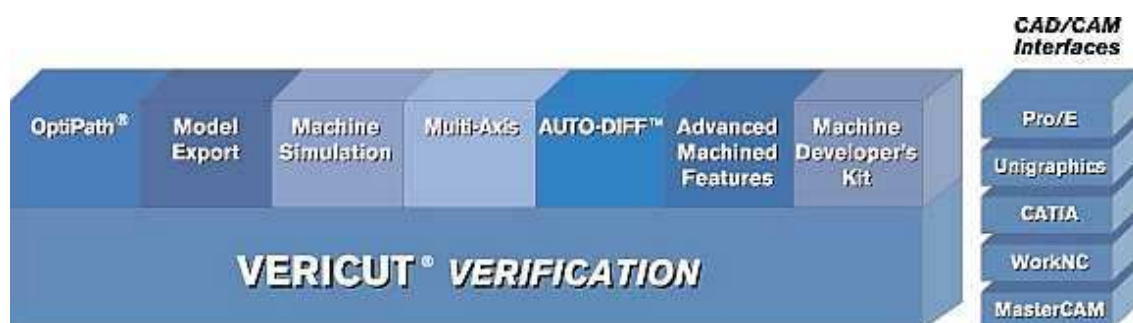 CAD/CAM
Interfaces
OptiPath®
Model
Export
Machine
Simulation
Multi-Axis
AUTO-DIFF™
Advanced
Machined
Features
Machine
Developer's
Kit
Pro/E
Unigraphics
CATIA
WorkNC
MasterCAM
VERICUT® VERIFICATION